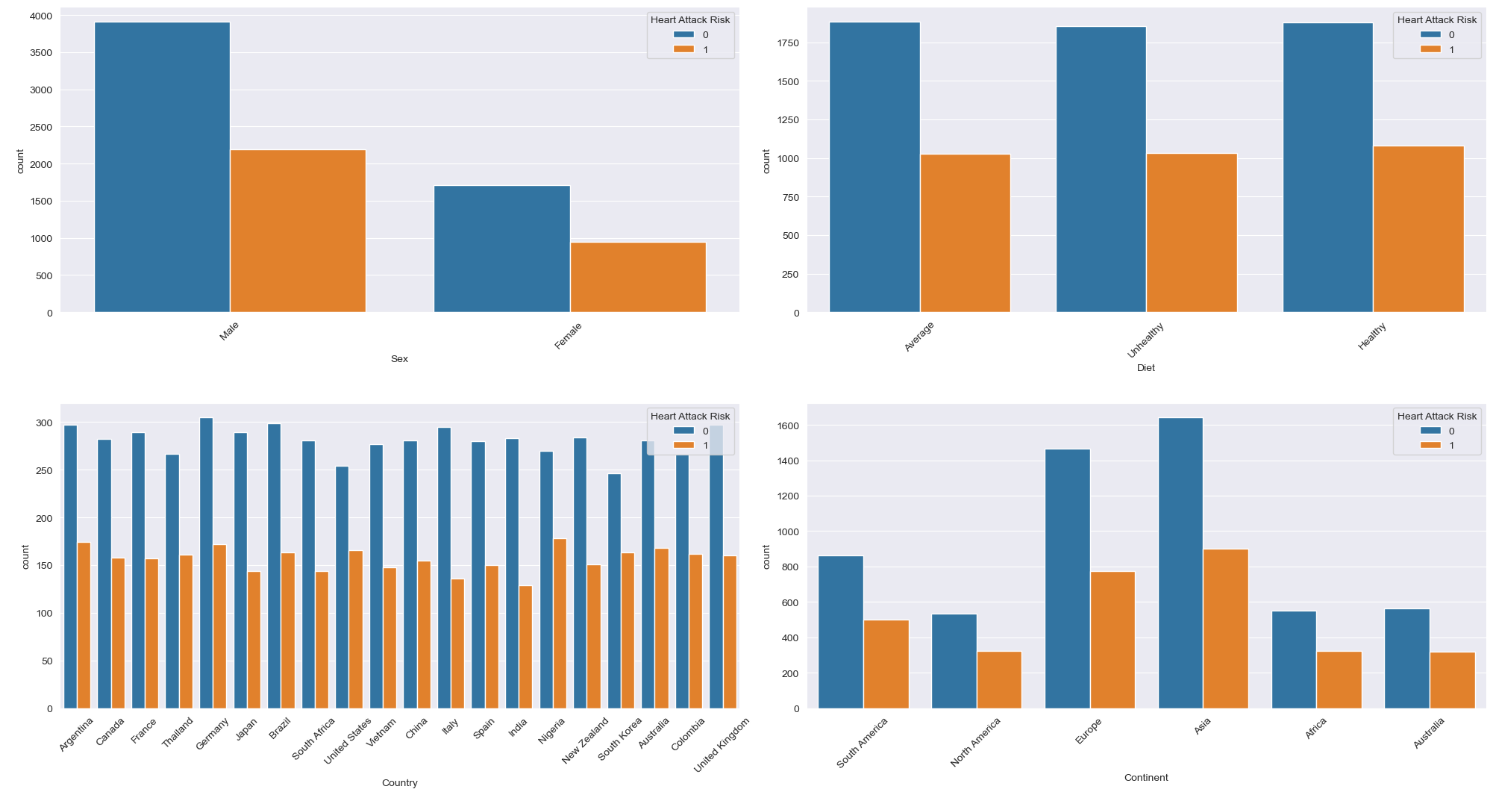 4000
3500
3000
2500
2000
1500
1000
500
0
count
Male
Female
Sex
Heart Attack Risk
0
1
1750
1500
1250
1000
750
500
250
0
count
Average
Unhealthy
Healthy
Diet
Heart Attack Risk
0
1
300
250
200
150
100
50
0
count
Argentina
Canada
France
Thailand
Germany
Japan
Brazil
South Africa
United States
Vietnam
China
Italy
Spain
India
Nigeria
New Zealand
South Korea
Australia
Colombia
United Kingdom
Country
Heart Attack Risk
0
1
1600
1400
1200
1000
800
600
400
200
0
count
South America
North America
Europe
Asia
Africa
Australia
Continent
Heart Attack Risk
0
1